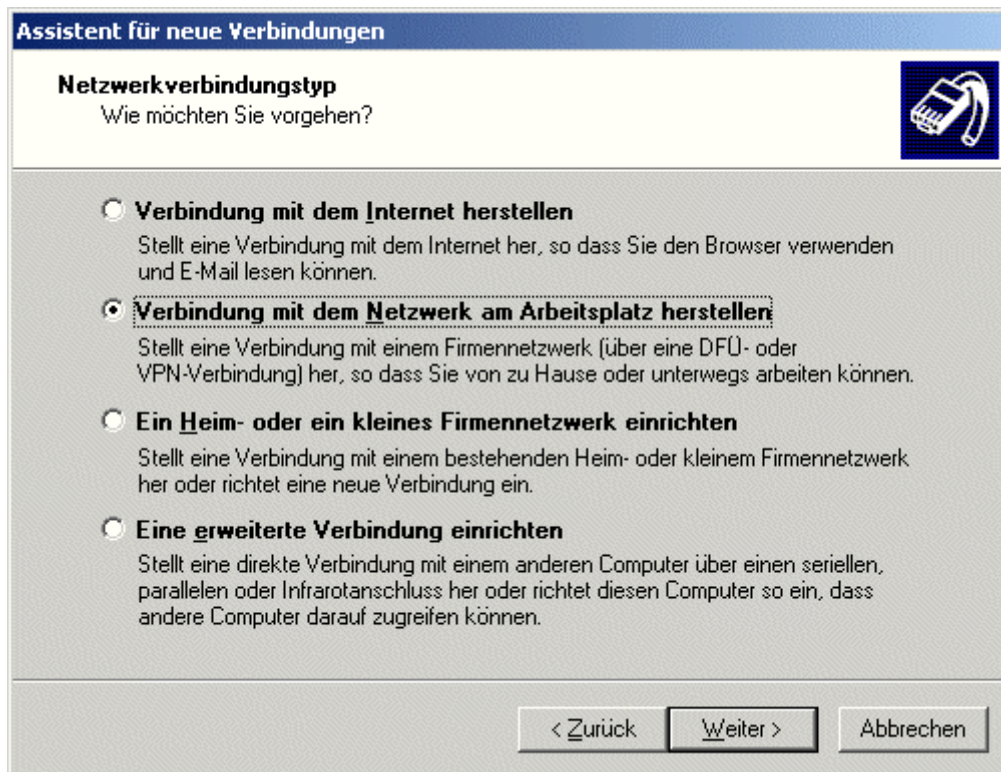 Assistent für neue Verbindungen
Netzwerkverbindungstyp
Wie möchten Sie vorgehen?
Verbindung mit dem Internet herstellen
Stellt eine Verbindung mit dem Internet her, so dass Sie den Browser verwenden
und E-Mail lesen können.
Verbindung mit dem Netzwerk am Arbeitsplatz herstellen
Stellt eine Verbindung mit einem Firmennetzwerk (über eine DFÜ- oder
VPN-Verbindung) her, so dass Sie von zu Hause oder unterwegs arbeiten können.
Ein Heim- oder ein kleines Firmennetzwerk einrichten
Stellt eine Verbindung mit einem bestehenden Heim- oder kleinem Firmennetzwerk
her oder richtet eine neue Verbindung ein.
Eine erweiterte Verbindung einrichten
Stellt eine direkte Verbindung mit einem anderen Computer über einen seriellen,
parallelen oder Infrarotanschluss her oder richtet diesen Computer so ein, dass
andere Computer darauf zugreifen können.
< Zurück Weiter > Abbrechen